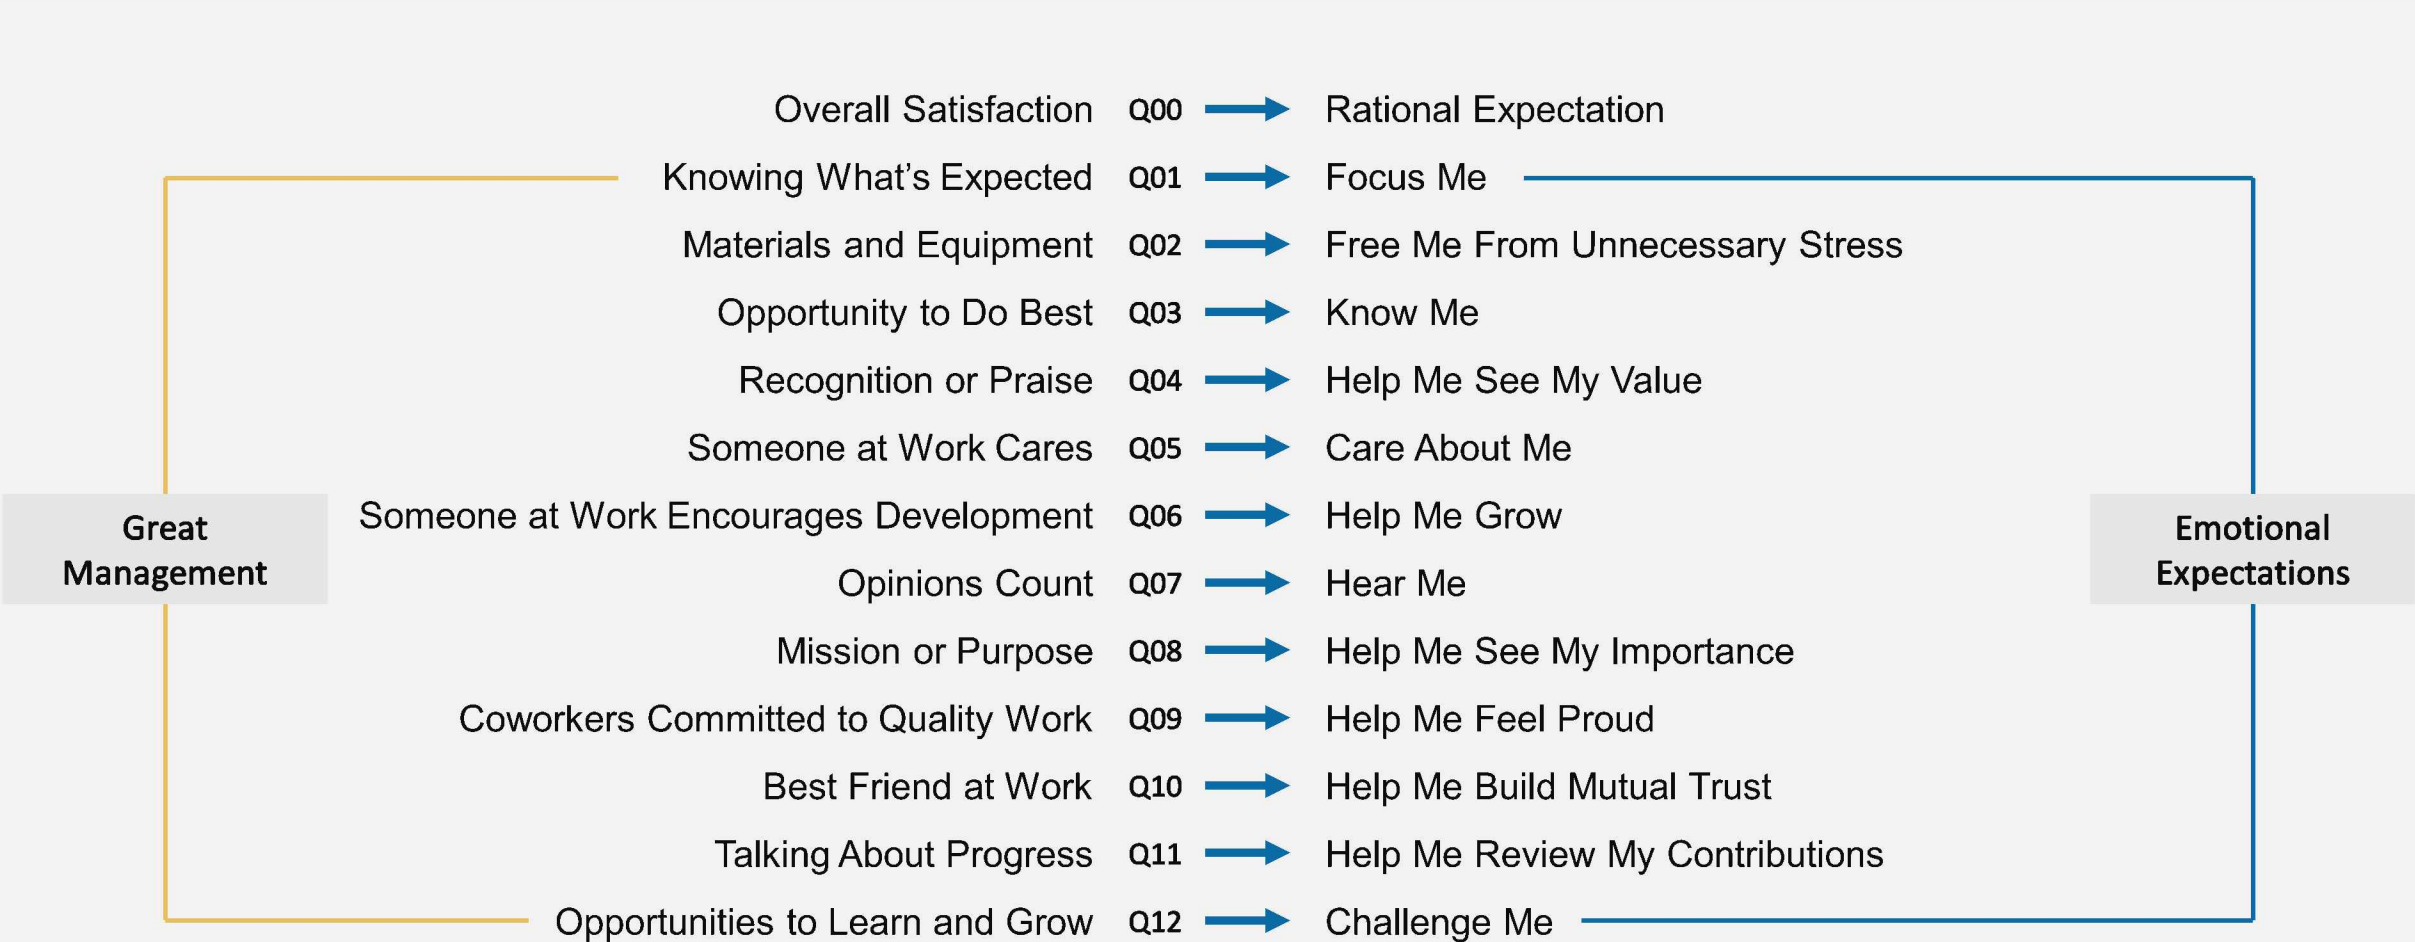 Overall Satisfaction Q00 Rational Expectation
Knowing What’s Expected Q01 Focus Me
Materials and Equipment Q02 Free Me From Unnecessary Stress
Opportunity to Do Best Q03 Know Me
Recognition or Praise Q04 Help Me See My Value
Someone at Work Cares Q05 Care About Me
Someone at Work Encourages Development Q06 Help Me Grow
Great
Management
Emotional
Expectations
Opinions Count Q07 Hear Me
Mission or Purpose Q08 Help Me See My Importance
Coworkers Committed to Quality Work Q09 Help Me Feel Proud
Best Friend at Work Q10 Help Me Build Mutual Trust
Talking About Progress Q11 Help Me Review My Contributions
Opportunities to Learn and Grow Q12 Challenge Me